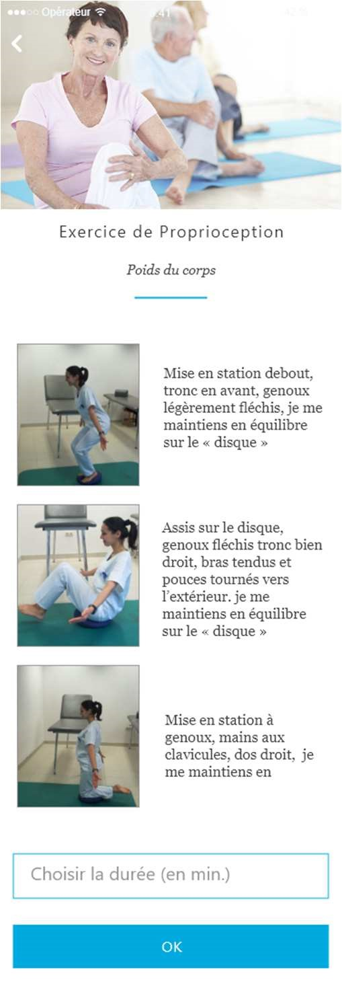 Opérateur
Exercice de Proprioception
Poids du corps
Mise en station debout,
tronc en avant, genoux
légèrement fléchis, je me
maintiens en équilibre
sur le « disque »
Assis sur le disque,
genoux fléchis tronc bien
droit, bras tendus et
pouces tournés vers
l’extérieur. je me
maintiens en équilibre
sur le « disque »
Mise en station à
genoux, mains aux
clavicules, dos droit,  je
me maintiens en
Choisir la durée (en min.)
OK